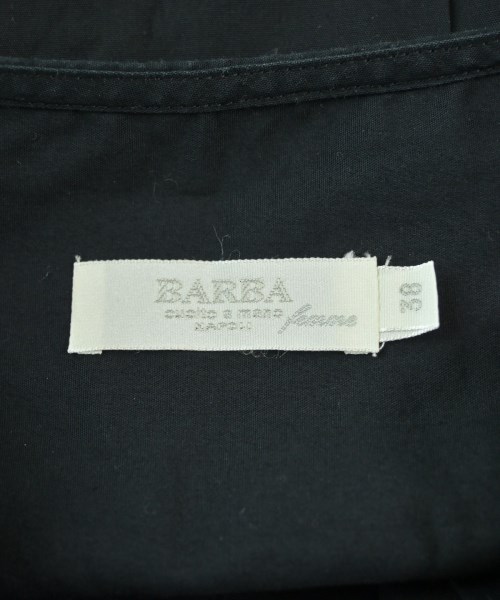 BARBA
cucito a mano
NAPOLI
femme
38